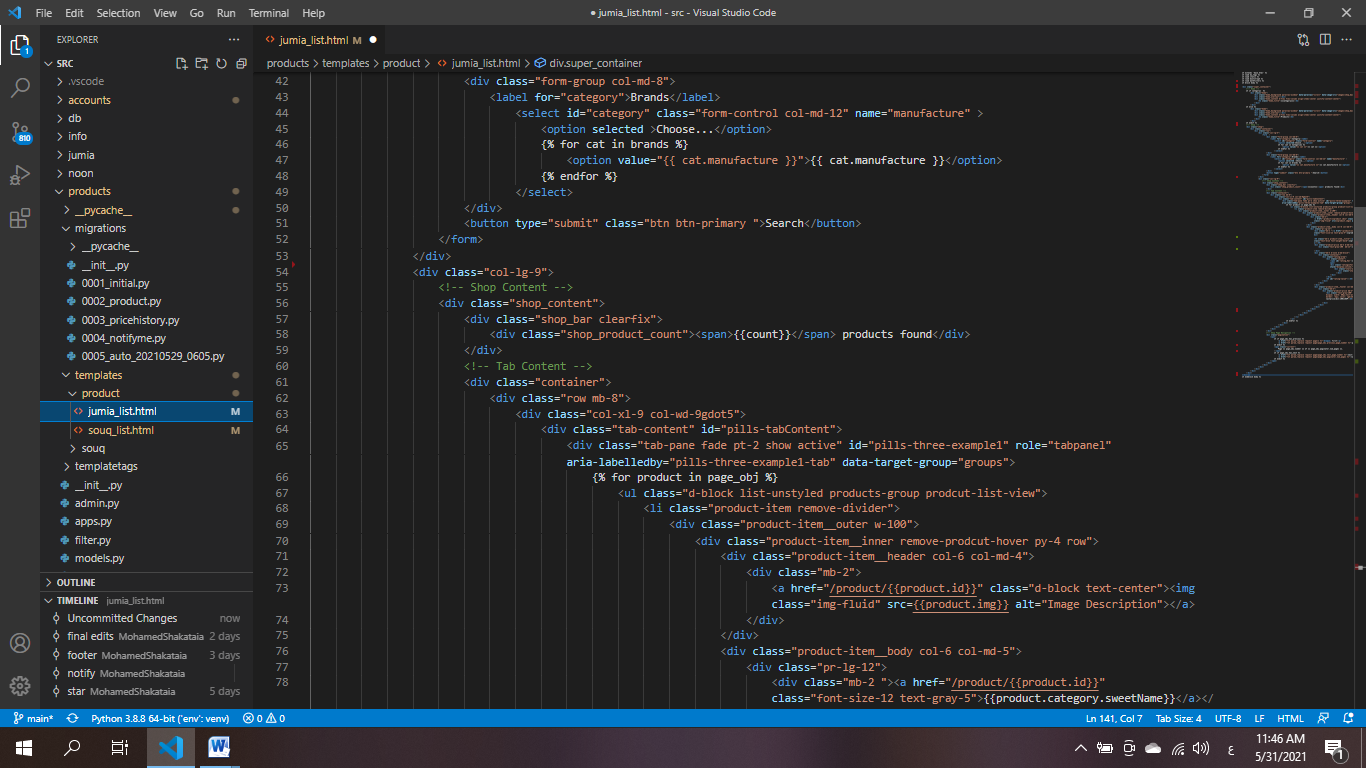 File Edit Selection View Go Run Terminal Help
● jumia_list.html - src - Visual Studio Code
EXPLORER
SRC
.vscode
accounts
db
info
jumia
noon
products
__pycache__
migrations
__pycache_
__init__.py
0001_initial.py
0002_product.py
0003_pricehistory.py
0004_notifyme.py
0005_auto_20210529_0605.py
templates
product
jumia_list.html M
souq_list.html M
souq
templatetags
__init__.py
admin.py
apps.py
filter.py
models.py
OUTLINE
TIMELINE jumia_list.html
Uncommitted Changes now
final edits MohamedShakataia 2 days
footer MohamedShakataia 3 days
notify MohamedShakataia
star MohamedShakataia 5 days
1
810
jumia_list.html M
products > templates > product > jumia_list.html > div.super_container
42 <div class="form-group col-md-8">
43 <label for="category">Brands</label>
44 <select id="category" class="form-control col-md-12" name="manufacture" >
45 <option selected >Choose...</option>
46 {% for cat in brands %}
47 <option value="{{ cat.manufacture }}">{{ cat.manufacture }}</option>
48 {% endfor %}
49 </select>
50 </div>
51 <button type="submit" class="btn btn-primary ">Search</button>
52 </form>
53 </div>
54 <div class="col-lg-9">
55 <!-- Shop Content -->
56 <div class="shop_content">
57 <div class="shop_bar clearfix">
58 <div class="shop_product_count"><span>{{count}}</span> products found</div>
59 </div>
60 <!-- Tab Content -->
61 <div class="container">
62 <div class="row mb-8">
63 <div class="col-xl-9 col-wd-9gdot5">
64 <div class="tab-content" id="pills-tabContent">
65 <div class="tab-pane fade pt-2 show active" id="pills-three-example1" role="tabpanel"
aria-labelledby="pills-three-example1-tab" data-target-group="groups">
66 {% for product in page_obj %}
67 <ul class="d-block list-unstyled products-group prodcut-list-view">
68 <li class="product-item remove-divider">
69 <div class="product-item__outer w-100">
70 <div class="product-item__inner remove-prodcut-hover py-4 row">
71 <div class="product-item__header col-6 col-md-4">
72 <div class="mb-2">
73 <a href="/product/{{product.id}}" class="d-block text-center"><img
class="img-fluid" src={{product.img}} alt="Image Description"></a>
74 </div>
75 </div>
76 <div class="product-item__body col-6 col-md-5">
77 <div class="pr-lg-12">
78 <div class="mb-2 "><a href="/product/{{product.id}}"
class="font-size-12 text-gray-5">{{product.category.sweetName}}</a></
main* Python 3.8.8 64-bit ('env': venv) 0 0
Ln 141, Col 7 Tab Size: 4 UTF-8 LF HTML
ع
11:46 AM
5/31/2021
1